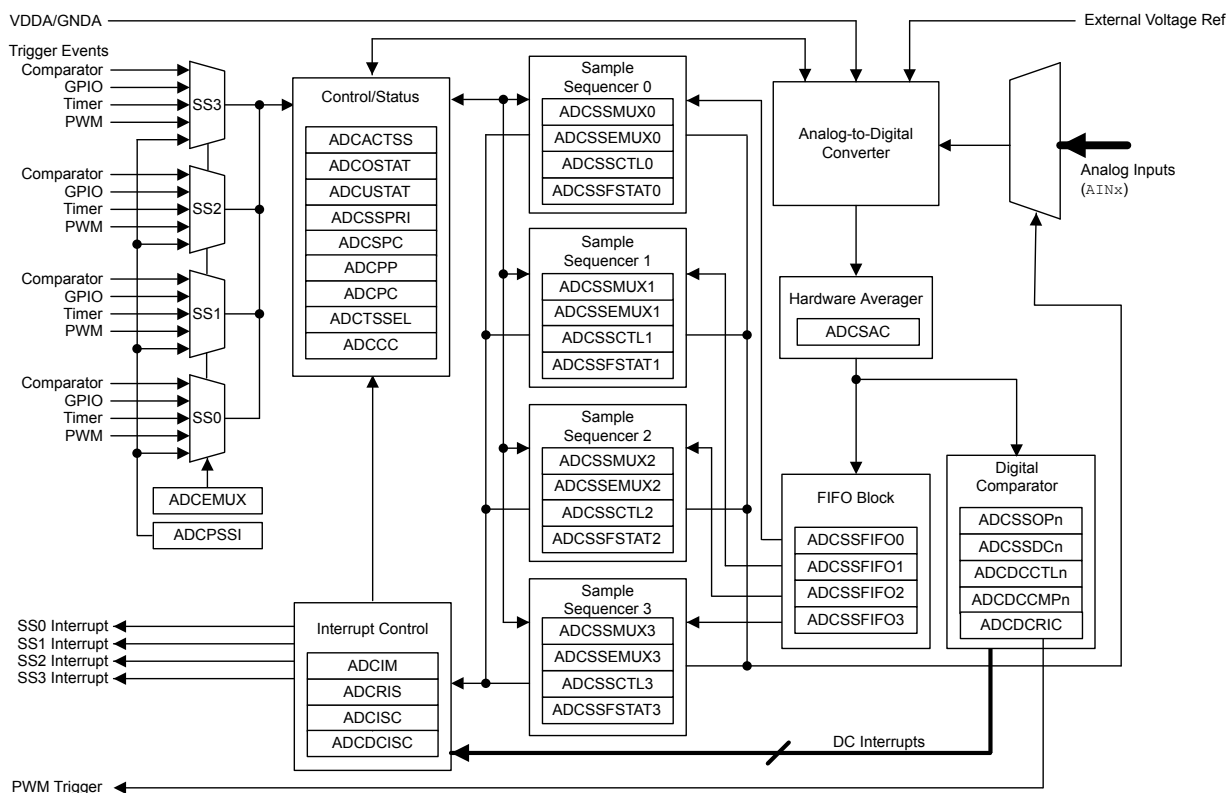 VDDA/GNDA
External Voltage Ref
Trigger Events
Comparator
GPIO
Timer
PWM
SS3
Comparator
GPIO
Timer
PWM
SS2
Comparator
GPIO
Timer
PWM
SS1
Comparator
GPIO
Timer
PWM
SS0
ADCEMUX
ADCPSSI
Control/Status
ADCACTSS
ADCOSTAT
ADCUSTAT
ADCSSPRI
ADCSPC
ADCPP
ADCPC
ADCTSSEL
ADCCC
Sample
Sequencer 0
ADCSSMUX0
ADCSSEMUX0
ADCSSCTL0
ADCSSFSTAT0
Sample
Sequencer 1
ADCSSMUX1
ADCSSEMUX1
ADCSSCTL1
ADCSSFSTAT1
Sample
Sequencer 2
ADCSSMUX2
ADCSSEMUX2
ADCSSCTL2
ADCSSFSTAT2
Sample
Sequencer 3
ADCSSMUX3
ADCSSEMUX3
ADCSSCTL3
ADCSSFSTAT3
Analog-to-Digital
Converter
Analog Inputs
(AINx)
Hardware Averager
ADCSAC
FIFO Block
ADCSSFIFO0
ADCSSFIFO1
ADCSSFIFO2
ADCSSFIFO3
Digital
Comparator
ADCSSOPn
ADCSSDCn
ADCDCCTLn
ADCDCCMPn
ADCDCRIC
SS0 Interrupt
SS1 Interrupt
SS2 Interrupt
SS3 Interrupt
Interrupt Control
ADCIM
ADCRIS
ADCISC
ADCDCISC
DC Interrupts
PWM Trigger